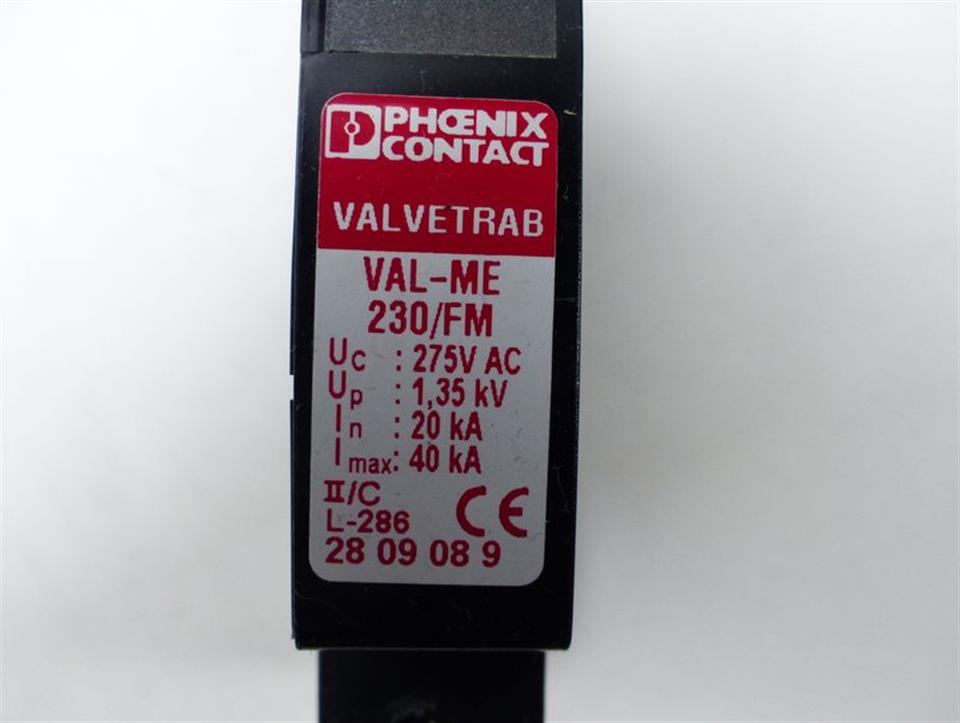 PHŒNIX
CONTACT
VALVETRAB
VAL-ME
230/FM
Uc : 275V AC
Up : 1,35 kV
In : 20 kA
Imax: 40 kA
II/C
L-286 CE
28 09 08 9